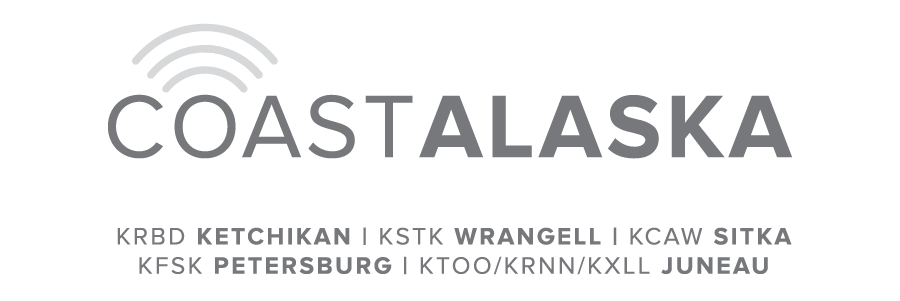 COASTALASKA
KRBD KETCHIKAN | KSTK WRANGELL | KCAW SITKA
KFSK PETERSBURG | KTOO/KRNN/KXLL JUNEAU